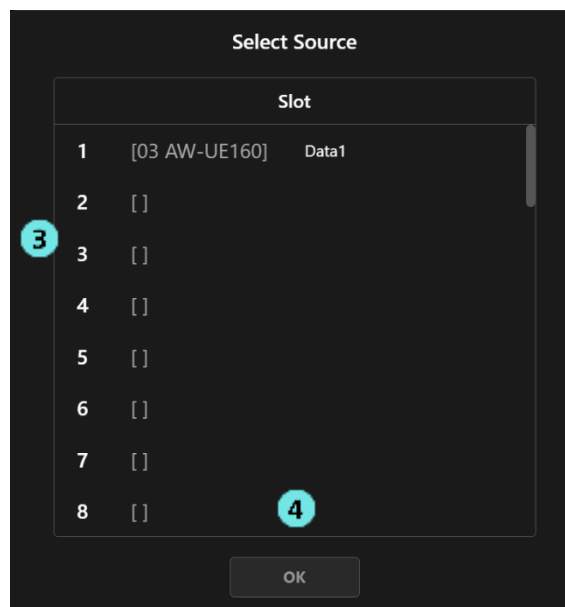 Select Source
Slot
1 [03 AW-UE160] Data1
2 [ ]
3
3 [ ]
4 [ ]
5 [ ]
6 [ ]
7 [ ]
8 [ ]
4
OK